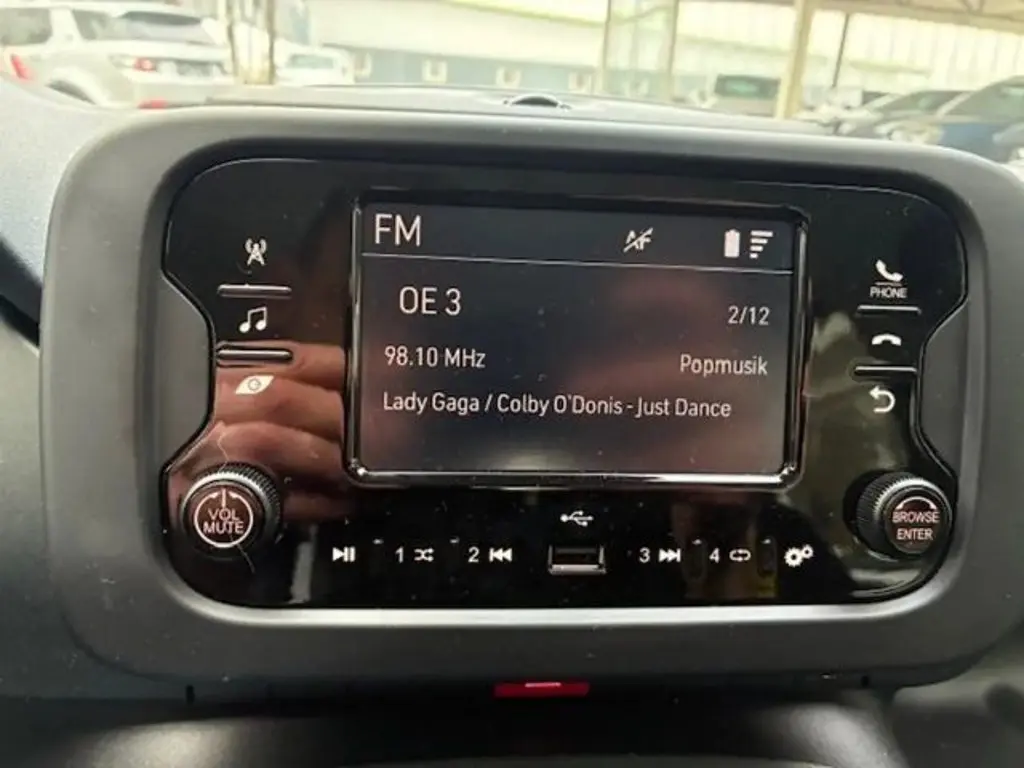 FM
AF
OE 3
2/12
98.10 MHz
Popmusik
Lady Gaga / Colby O'Donis - Just Dance
PHONE
VOL
MUTE
BROWSE
ENTER
1
2
3
4